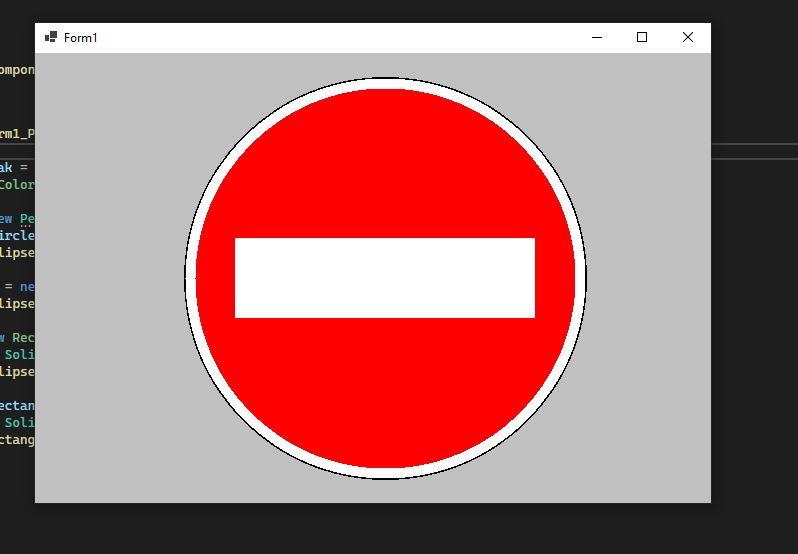 Form1
ompon
rm1_P
ak =
Color
ew Pe
ircle
lipse
= ne
lipse
w Rec
Soli
lipse
ectan
Soli
ctang